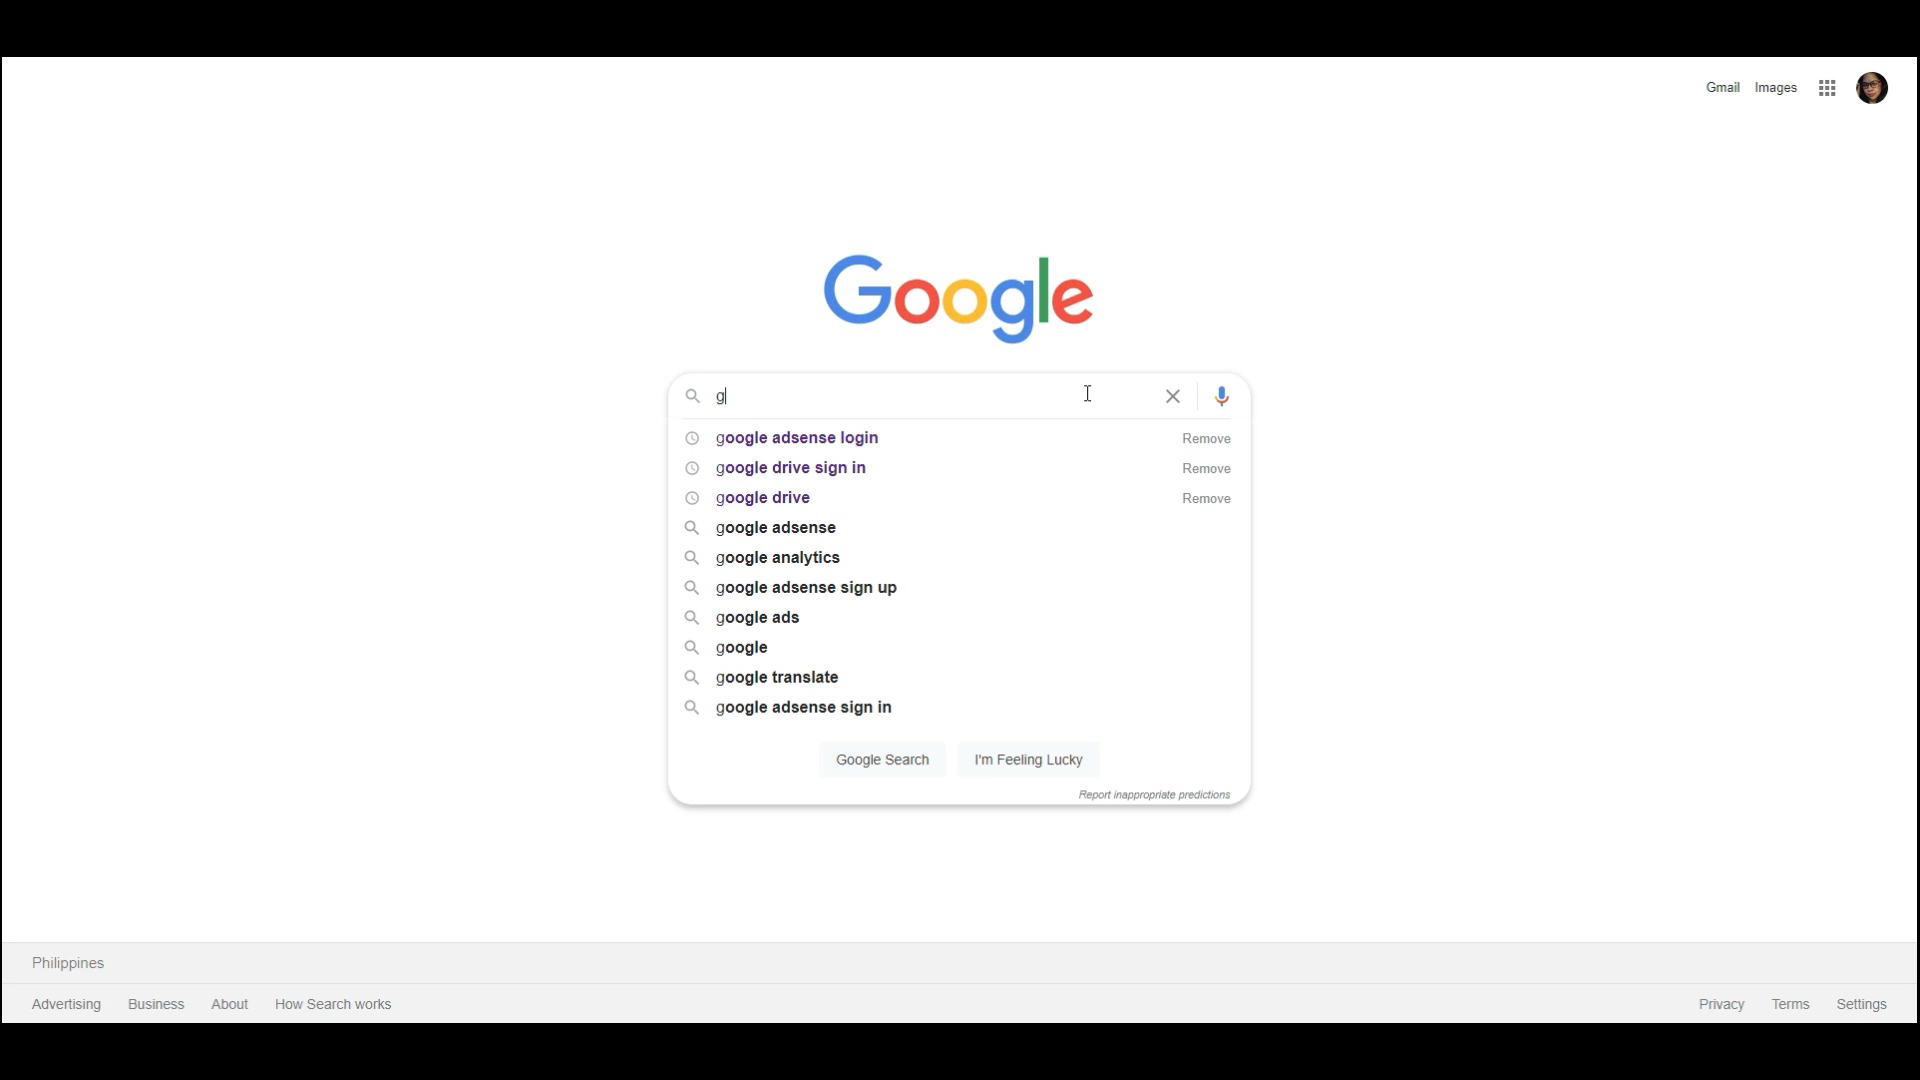 Gmail Images
Google
g
google adsense login Remove
google drive sign in Remove
google drive Remove
google adsense
google analytics
google adsense sign up
google ads
google
google translate
google adsense sign in
Google Search I'm Feeling Lucky
Report inappropriate predictions
Philippines
Advertising Business About How Search works Privacy Terms Settings